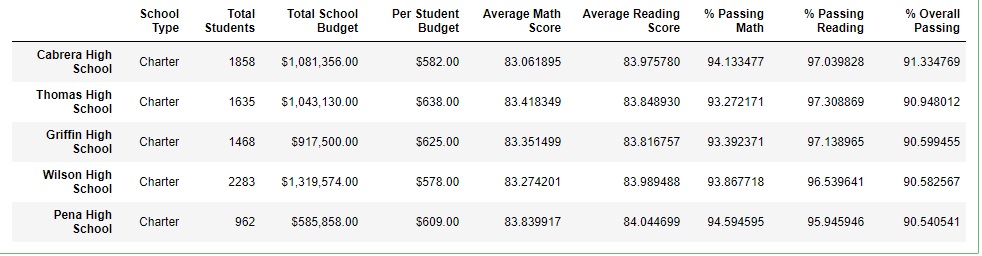 School Type Total Students Total School Budget Per Student Budget Average Math Score Average Reading Score % Passing Math % Passing Reading % Overall Passing
Cabrera High School Charter 1858 $1,081,356.00 $582.00 83.061895 83.975780 94.133477 97.039828 91.334769
Thomas High School Charter 1635 $1,043,130.00 $638.00 83.418349 83.848930 93.272171 97.308869 90.948012
Griffin High School Charter 1468 $917,500.00 $625.00 83.351499 83.816757 93.392371 97.138965 90.599455
Wilson High School Charter 2283 $1,319,574.00 $578.00 83.274201 83.989488 93.867718 96.539641 90.582567
Pena High School Charter 962 $585,858.00 $609.00 83.839917 84.044699 94.594595 95.945946 90.540541